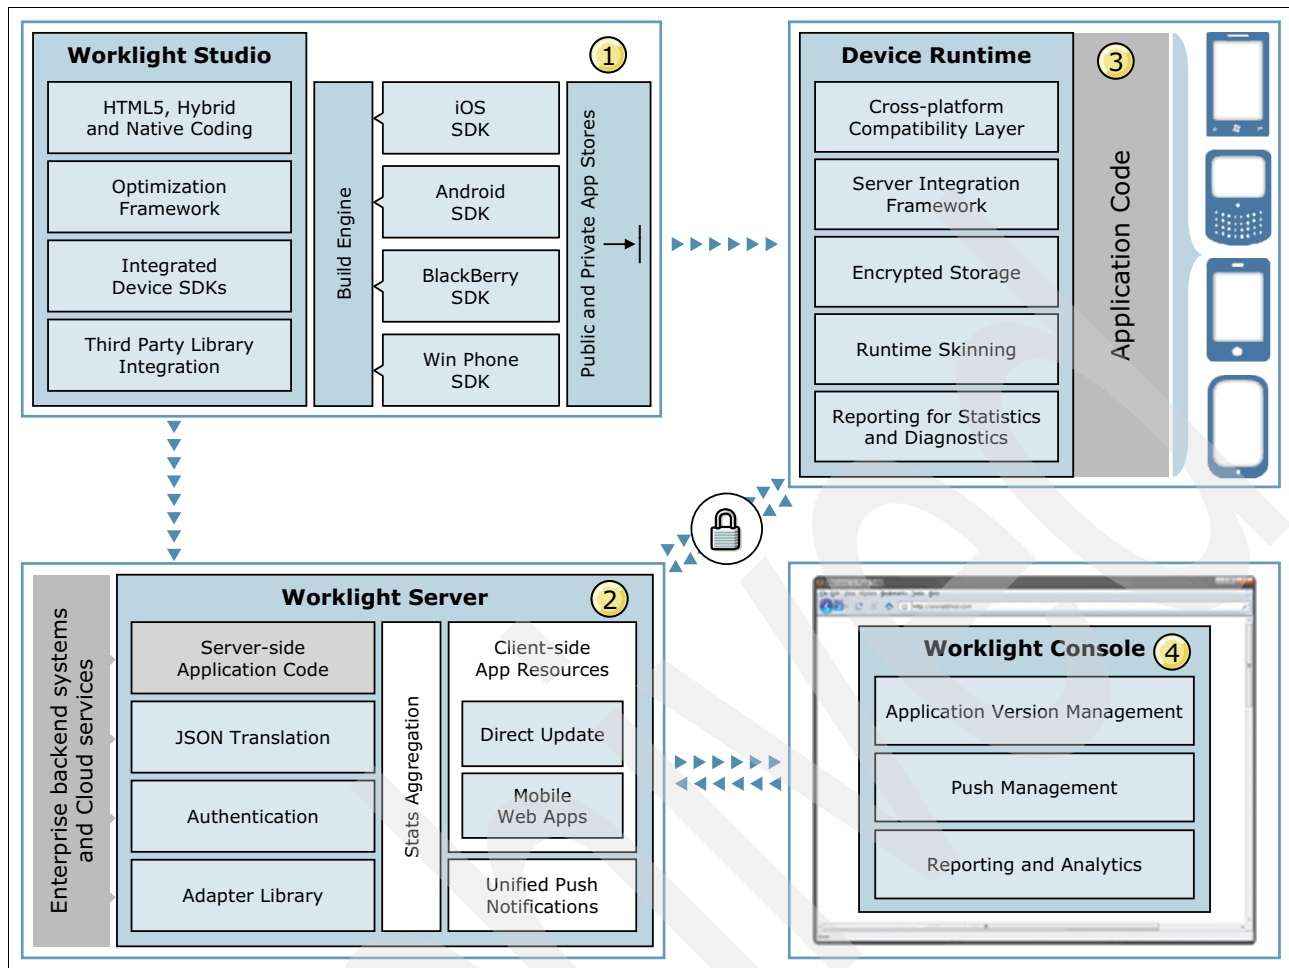 Worklight Studio
1
HTML5, Hybrid
and Native Coding
Optimization
Framework
Integrated
Device SDKs
Third Party Library
Integration
Build Engine
iOS
SDK
Android
SDK
BlackBerry
SDK
Win Phone
SDK
Public and Private App Stores
Device Runtime
3
Cross-platform
Compatibility Layer
Server Integration
Framework
Encrypted Storage
Runtime Skinning
Reporting for Statistics
and Diagnostics
Application Code
Enterprise backend systems
and Cloud services
Worklight Server
2
Server-side
Application Code
JSON Translation
Authentication
Adapter Library
Stats Aggregation
Client-side
App Resources
Direct Update
Mobile
Web Apps
Unified Push
Notifications
Worklight Console
4
Application Version Management
Push Management
Reporting and Analytics